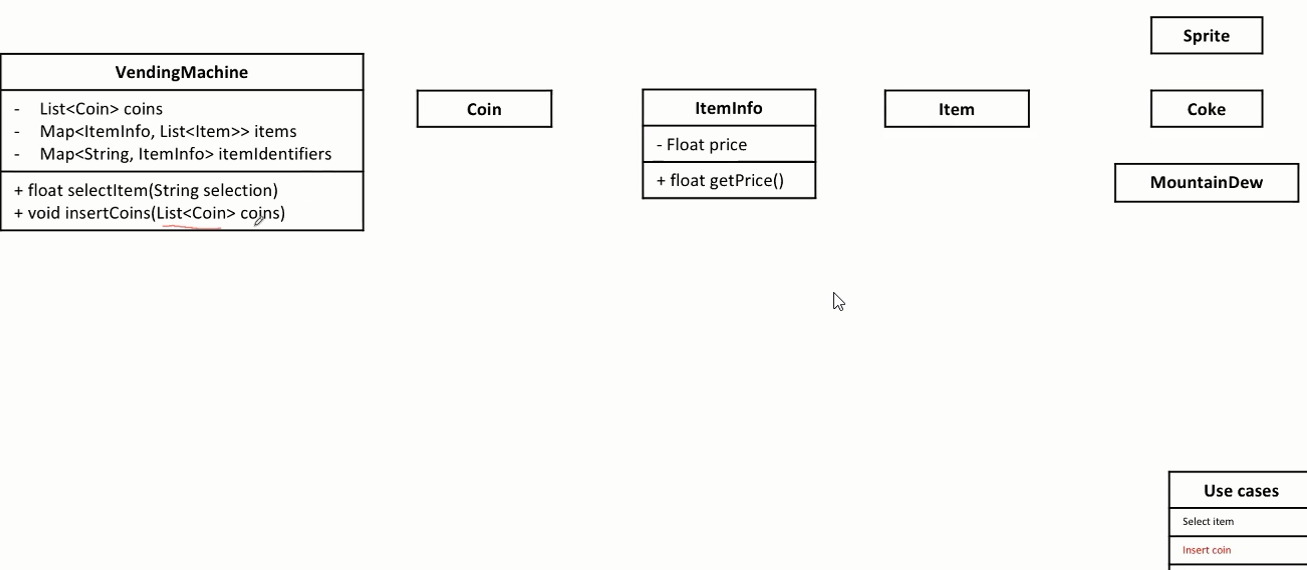 VendingMachine
- List<Coin> coins
- Map<ItemInfo, List<Item>> items
- Map<String, ItemInfo> itemIdentifiers
+ float selectItem(String selection)
+ void insertCoins(List<Coin> coins)
Coin
ItemInfo
- Float price
+ float getPrice()
Item
Sprite
Coke
MountainDew
Use cases
Select item
Insert coin